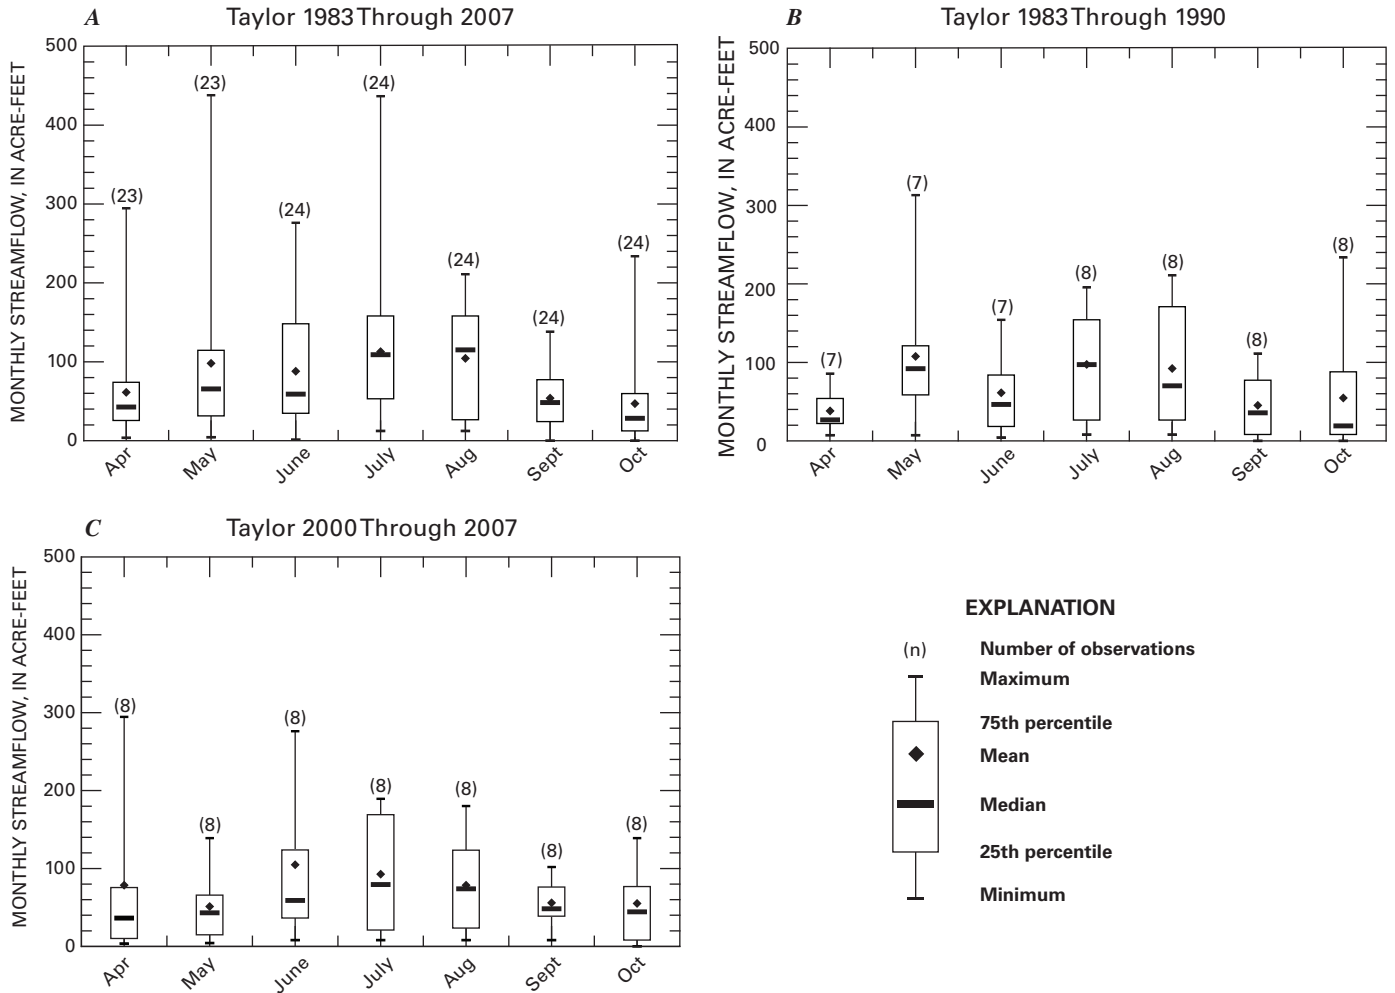 A
Taylor 1983 Through 2007
MONTHLY STREAMFLOW, IN ACRE-FEET
500
400
300
200
100
0
(23)
(23)
(24)
(24)
(24)
(24)
(24)
Apr
May
June
July
Aug
Sept
Oct
B
Taylor 1983 Through 1990
MONTHLY STREAMFLOW, IN ACRE-FEET
500
400
300
200
100
0
(7)
(7)
(7)
(8)
(8)
(8)
(8)
Apr
May
June
July
Aug
Sept
Oct
C
Taylor 2000 Through 2007
MONTHLY STREAMFLOW, IN ACRE-FEET
500
400
300
200
100
0
(8)
(8)
(8)
(8)
(8)
(8)
(8)
Apr
May
June
July
Aug
Sept
Oct
EXPLANATION
(n) Number of observations
Maximum
75th percentile
Mean
Median
25th percentile
Minimum